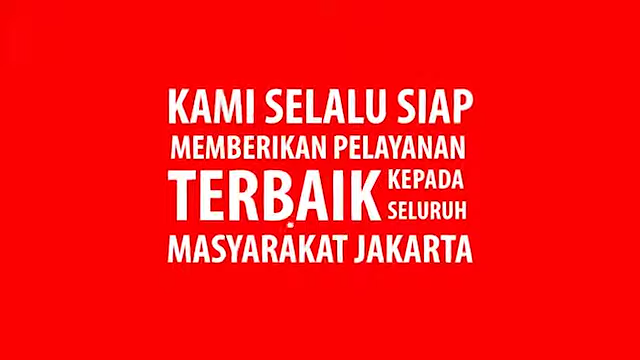 KAMI SELALU SIAP
MEMBERIKAN PELAYANAN
TERBAIK KEPADA SELURUH
MASYARAKAT JAKARTA